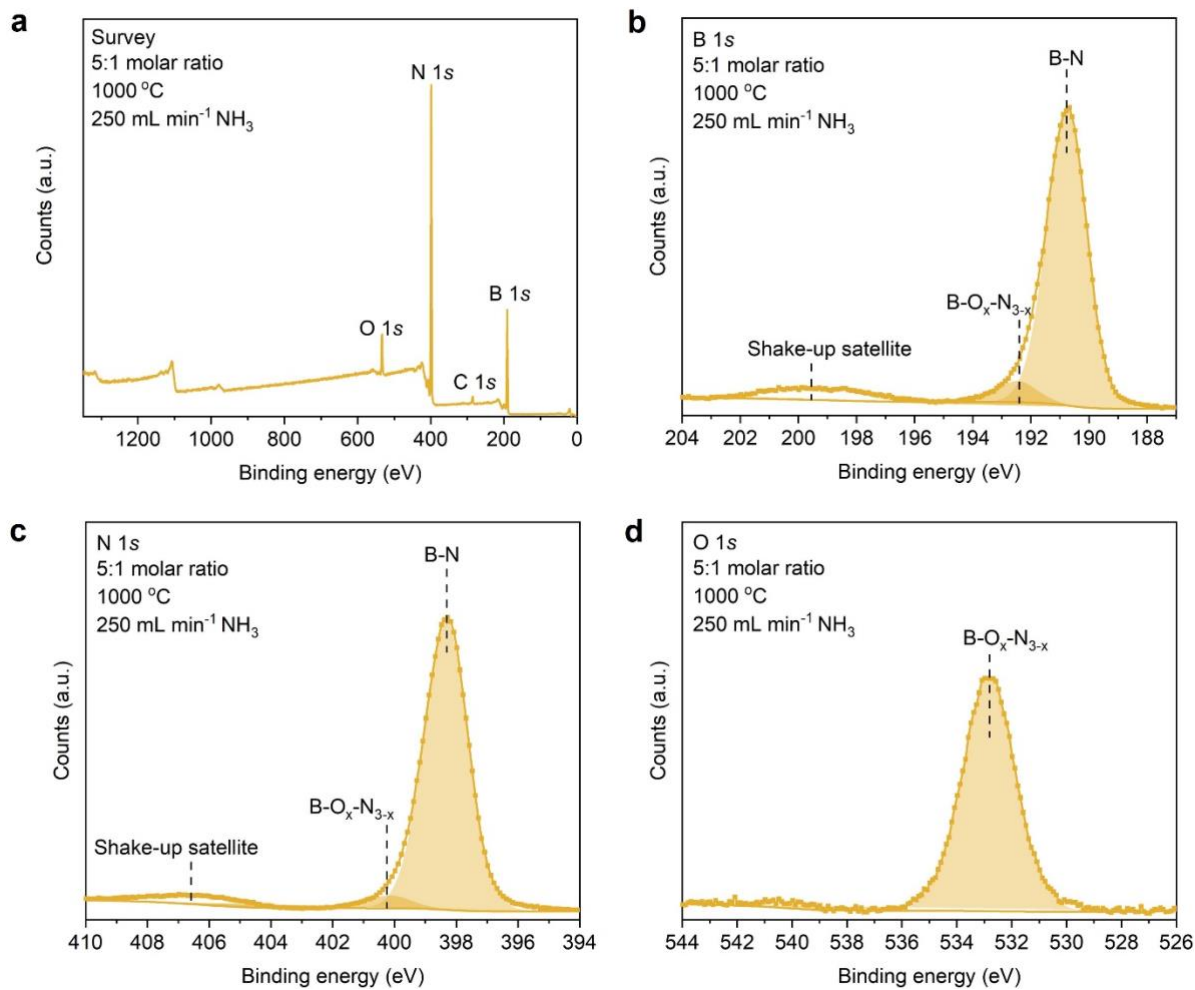 a
Survey
5:1 molar ratio
1000 °C
250 mL min⁻¹ NH₃
N 1s
O 1s
C 1s
B 1s
Counts (a.u.)
1200 1000 800 600 400 200 0
Binding energy (eV)
b
B 1s
5:1 molar ratio
1000 °C
250 mL min⁻¹ NH₃
B-N
B-Oₓ-N₃₋ₓ
Shake-up satellite
Counts (a.u.)
204 202 200 198 196 194 192 190 188
Binding energy (eV)
c
N 1s
5:1 molar ratio
1000 °C
250 mL min⁻¹ NH₃
B-N
B-Oₓ-N₃₋ₓ
Shake-up satellite
Counts (a.u.)
410 408 406 404 402 400 398 396 394
Binding energy (eV)
d
O 1s
5:1 molar ratio
1000 °C
250 mL min⁻¹ NH₃
B-Oₓ-N₃₋ₓ
Counts (a.u.)
544 542 540 538 536 534 532 530 528 526
Binding energy (eV)